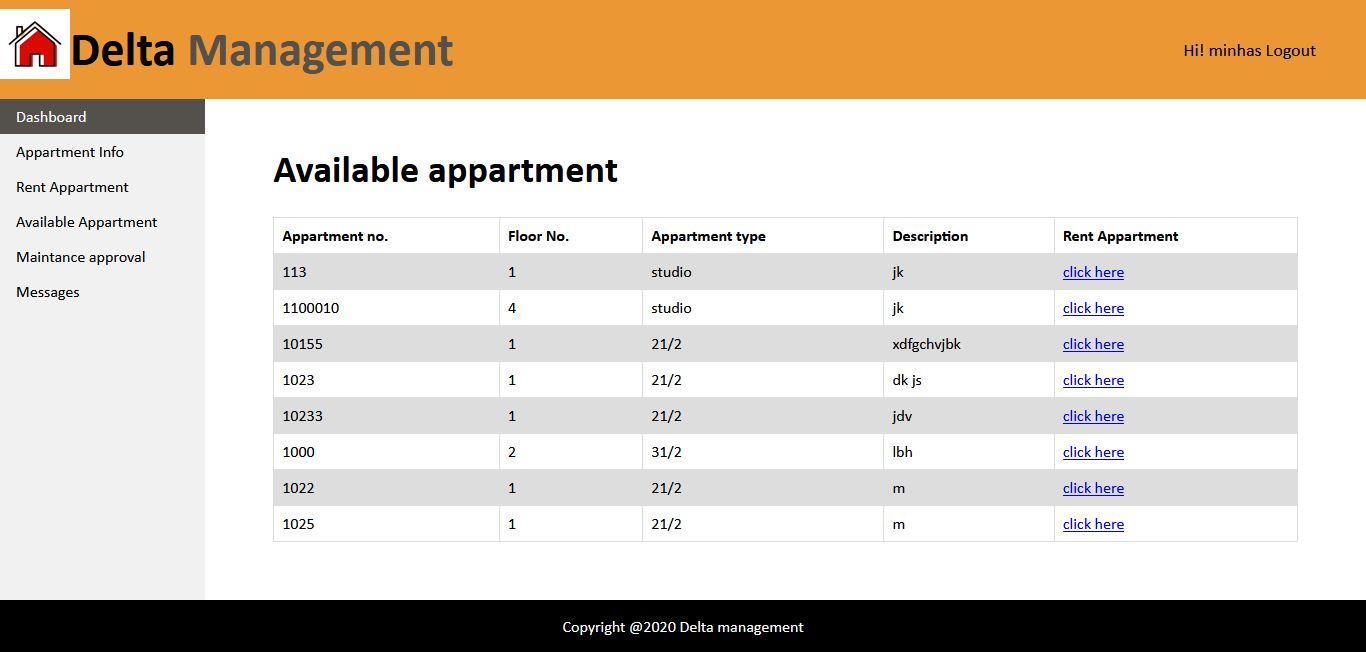 Delta Management
Hi! minhas Logout
Dashboard
Appartment Info
Rent Appartment
Available Appartment
Maintance approval
Messages
Available appartment
Appartment no. Floor No. Appartment type Description Rent Appartment
113 1 studio jk click here
1100010 4 studio jk click here
10155 1 21/2 xdfgchvjbk click here
1023 1 21/2 dk js click here
10233 1 21/2 jdv click here
1000 2 31/2 lbh click here
1022 1 21/2 m click here
1025 1 21/2 m click here
Copyright @2020 Delta management